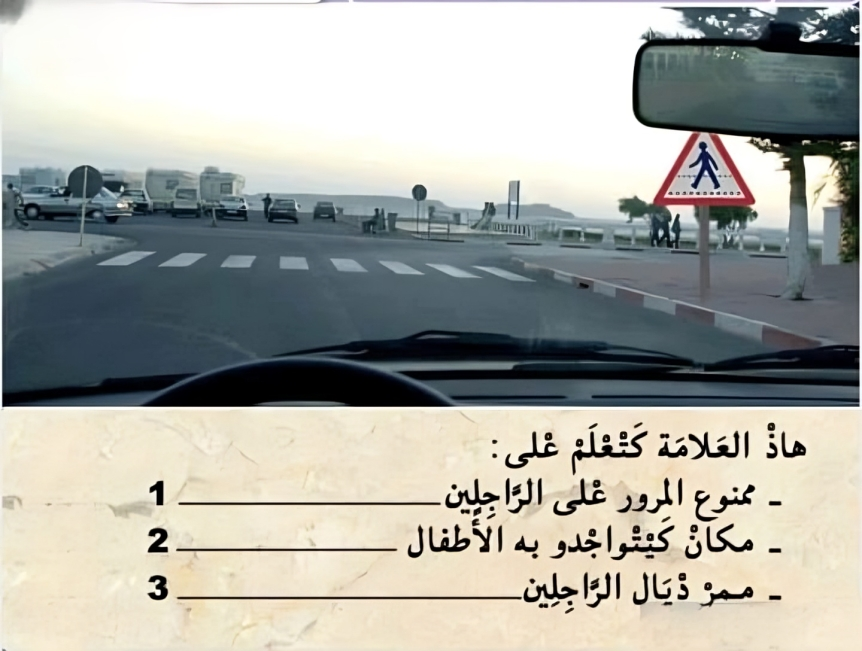 هاذْ العَلامَة كَتْعْلَمْ عْلى :
ـ ممنوع المرور عْلى الرَّاجِلِين 1
ـ مكانْ كَيْتْواجْدو به الأَطفال 2
ـ ممرْ دْيَال الرَّاجِلِين 3